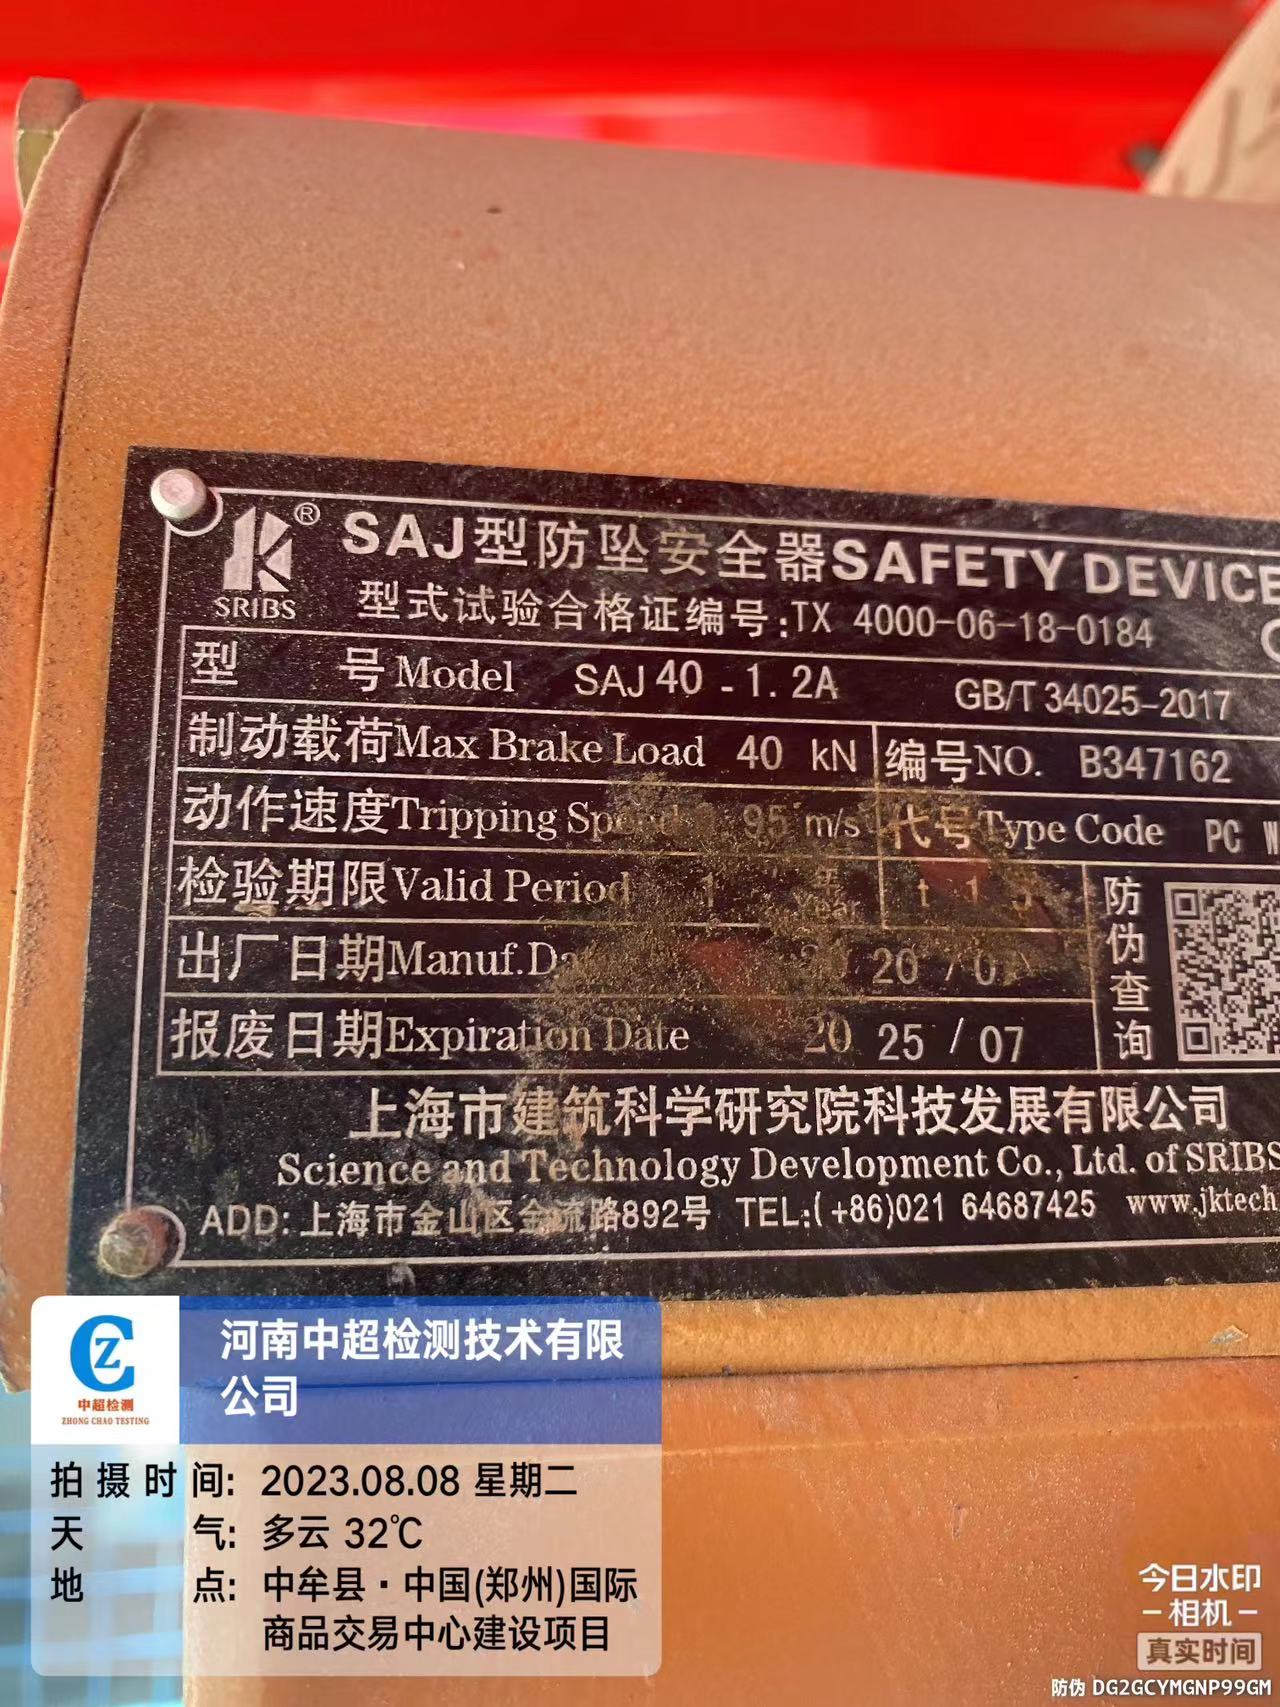 SRIBS ® SAJ型防坠安全器SAFETY DEVICE
型式试验合格证编号:TX 4000-06-18-0184
型 号Model SAJ40-1.2A GB/T 34025-2017
制动载荷Max Brake Load 40 kN 编号NO. B347162
动作速度Tripping Speed 95 m/s 代号Type Code PC
检验期限Valid Period 1 年 Year
防伪查询
出厂日期Manuf.Da 20 20 / 07
报废日期Expiration Date 20 25 / 07
上海市建筑科学研究院科技发展有限公司
Science and Technology Development Co., Ltd. of SRIBS
ADD: 上海市金山区金流路892号 TEL:(+86)021 64687425 www.jktech
CZ
中超检测
ZHONG CHAO TESTING
河南中超检测技术有限
公司
拍摄时间: 2023.08.08 星期二
天 气: 多云 32℃
地 点: 中牟县·中国(郑州)国际
商品交易中心建设项目
今日水印
-相机-
真实时间
防伪 DG2GCYMGNP99GM